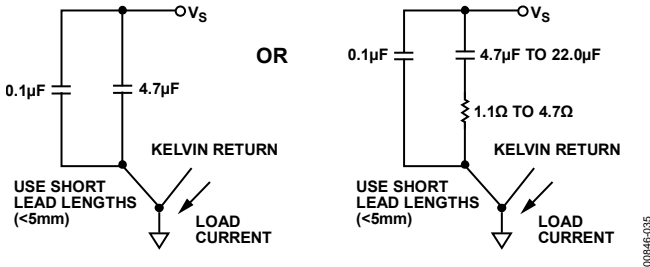 VS
0.1µF
4.7µF
KELVIN RETURN
USE SHORT
LEAD LENGTHS
(<5mm)
LOAD
CURRENT
OR
VS
0.1µF
4.7µF TO 22.0µF
1.1Ω TO 4.7Ω
KELVIN RETURN
USE SHORT
LEAD LENGTHS
(<5mm)
LOAD
CURRENT
00846-035